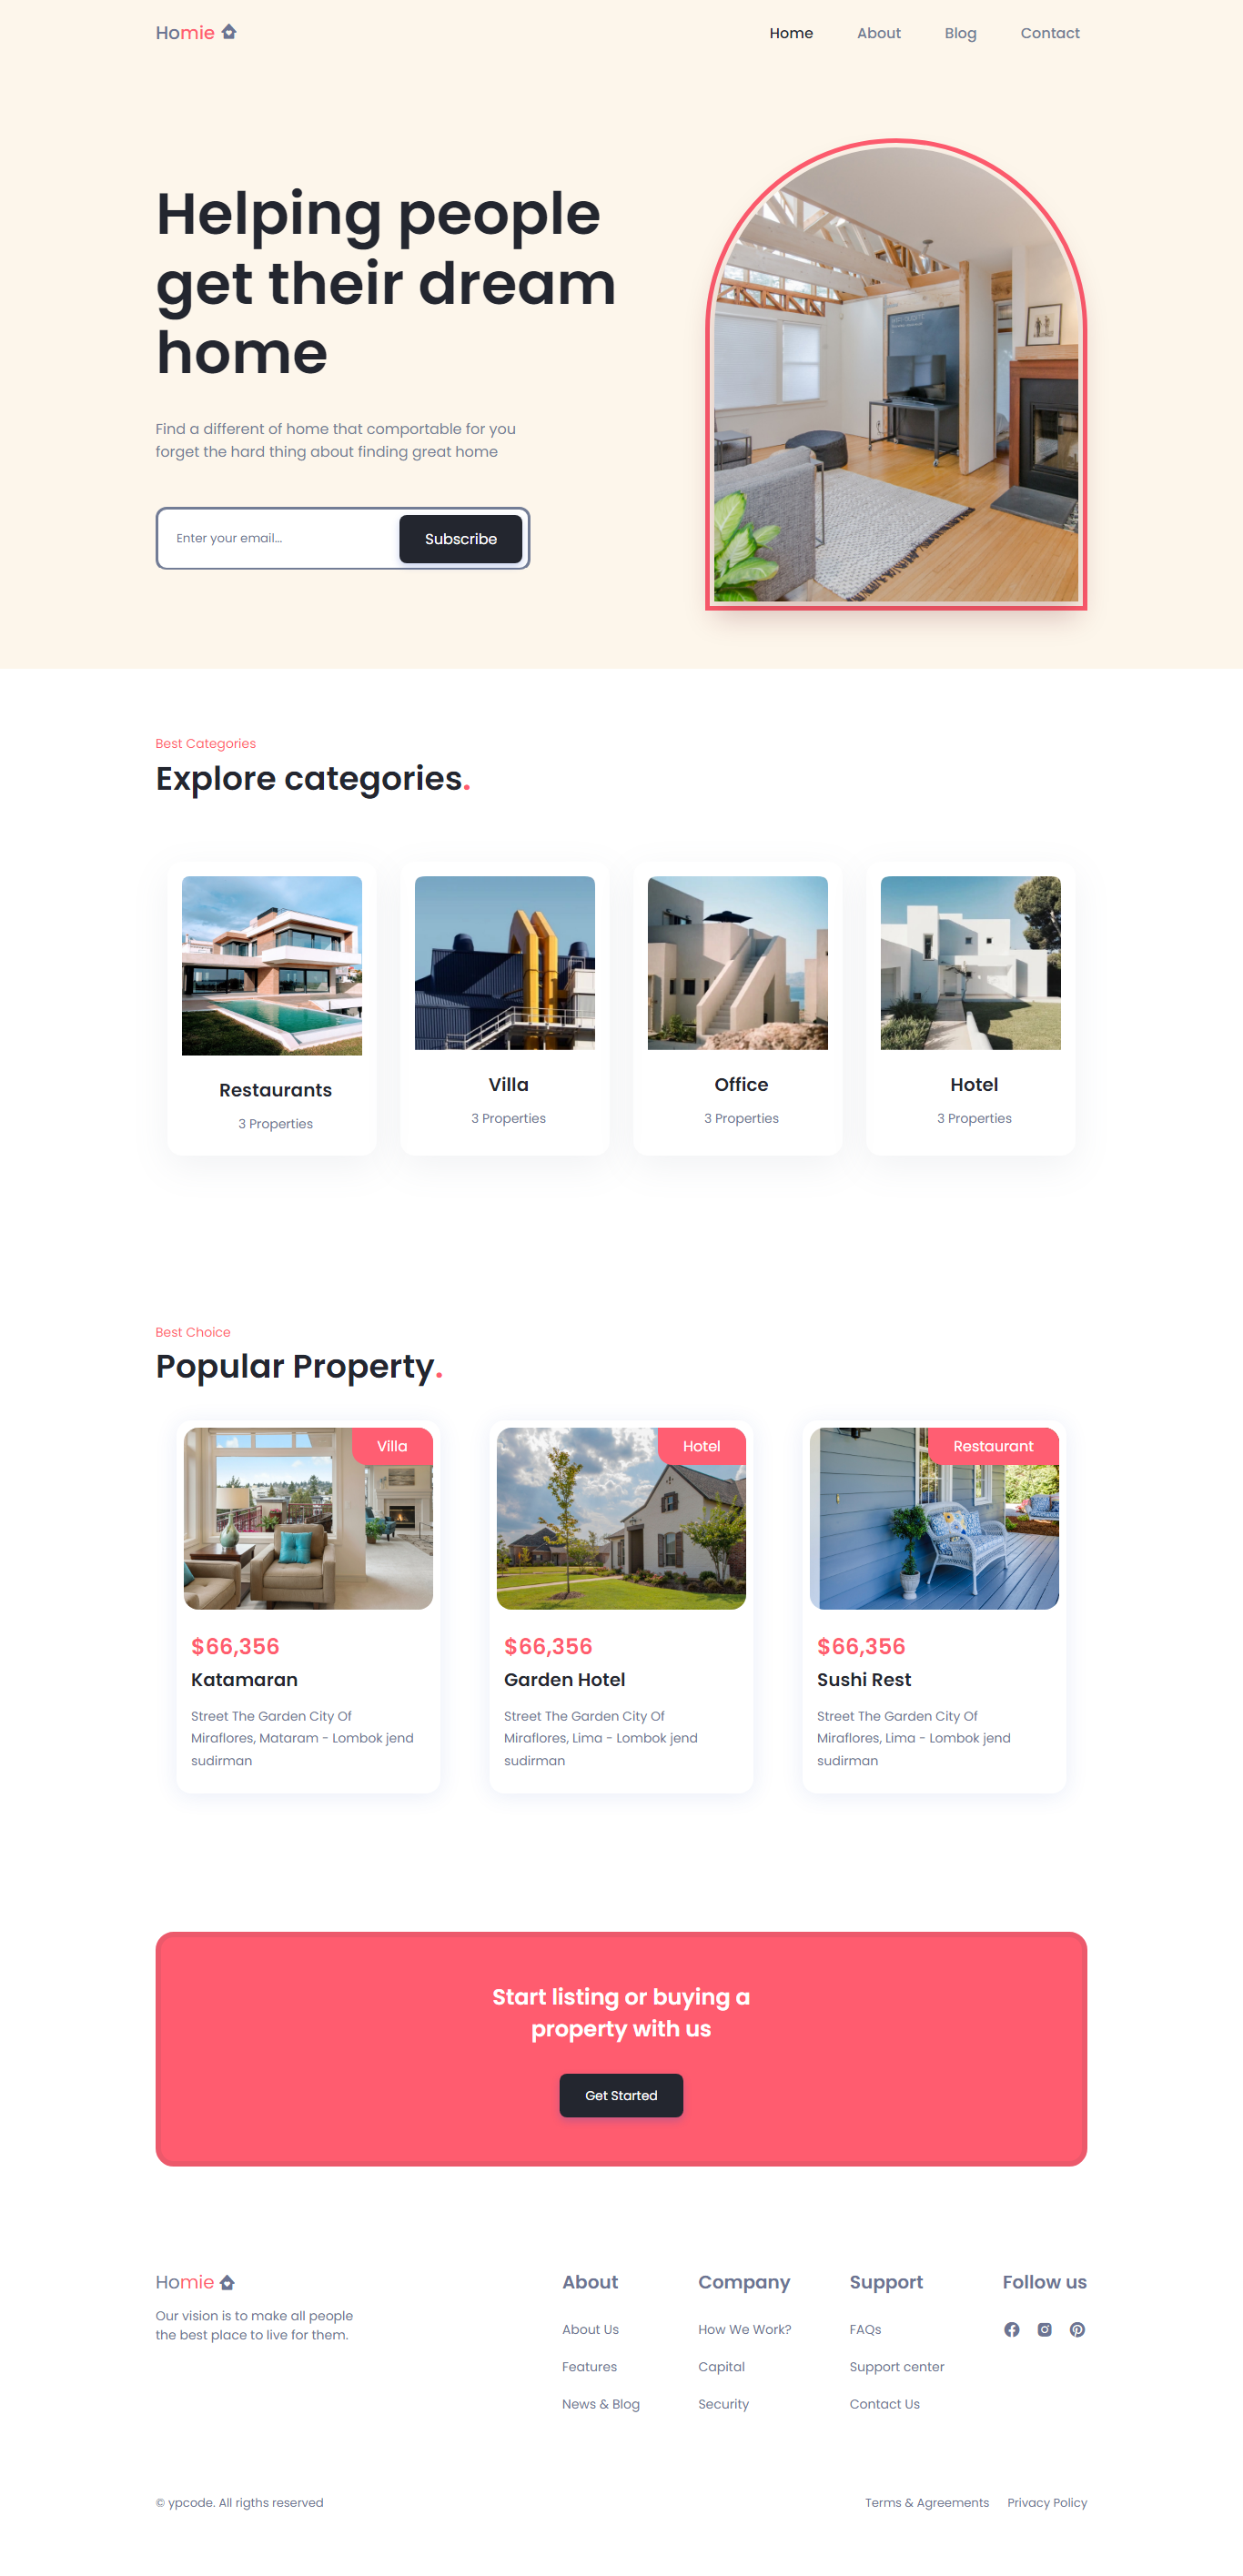 Homie
Home About Blog Contact
Helping people
get their dream
home
Find a different of home that comportable for you
forget the hard thing about finding great home
Enter your email...
Subscribe
Best Categories
Explore categories.
Restaurants
3 Properties
Villa
3 Properties
Office
3 Properties
Hotel
3 Properties
Best Choice
Popular Property.
Villa
$66,356
Katamaran
Street The Garden City Of
Miraflores, Mataram - Lombok jend
sudirman
Hotel
$66,356
Garden Hotel
Street The Garden City Of
Miraflores, Lima - Lombok jend
sudirman
Restaurant
$66,356
Sushi Rest
Street The Garden City Of
Miraflores, Lima - Lombok jend
sudirman
Start listing or buying a
property with us
Get Started
Homie
Our vision is to make all people
the best place to live for them.
About
About Us
Features
News & Blog
Company
How We Work?
Capital
Security
Support
FAQs
Support center
Contact Us
Follow us
© ypcode. All rigths reserved
Terms & Agreements Privacy Policy